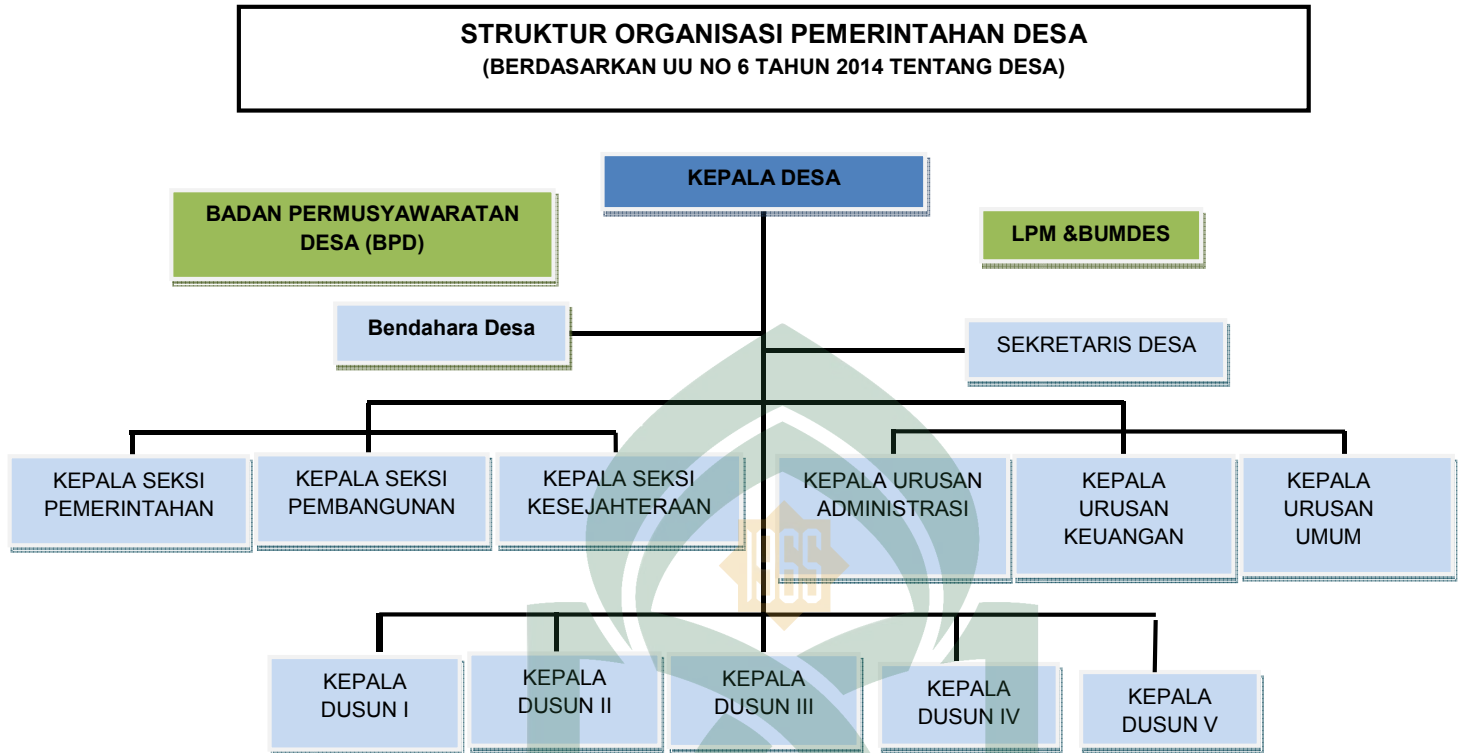 STRUKTUR ORGANISASI PEMERINTAHAN DESA
(BERDASARKAN UU NO 6 TAHUN 2014 TENTANG DESA)
KEPALA DESA
BADAN PERMUSYAWARATAN
DESA (BPD)
LPM &BUMDES
Bendahara Desa
SEKRETARIS DESA
KEPALA SEKSI
PEMERINTAHAN
KEPALA SEKSI
PEMBANGUNAN
KEPALA SEKSI
KESEJAHTERAAN
KEPALA URUSAN
ADMINISTRASI
KEPALA
URUSAN
KEUANGAN
KEPALA
URUSAN
UMUM
1965
KEPALA
DUSUN I
KEPALA
DUSUN II
KEPALA
DUSUN III
KEPALA
DUSUN IV
KEPALA
DUSUN V